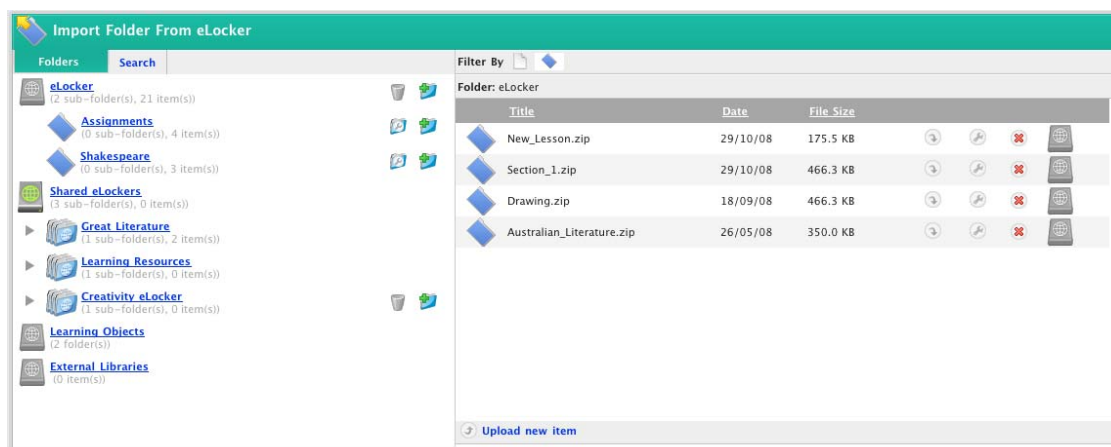 Import Folder From eLocker
Folders
Search
eLocker
(2 sub-folder(s), 21 item(s))
Assignments
(0 sub-folder(s), 4 item(s))
Shakespeare
(0 sub-folder(s), 3 item(s))
Shared eLockers
(3 sub-folder(s), 0 item(s))
Great Literature
(1 sub-folder(s), 2 item(s))
Learning Resources
(1 sub-folder(s), 0 item(s))
Creativity eLocker
(1 sub-folder(s), 0 item(s))
Learning Objects
(2 folder(s))
External Libraries
(0 item(s))
Filter By
Folder: eLocker
Title Date File Size
New_Lesson.zip 29/10/08 175.5 KB
Section_1.zip 29/10/08 466.3 KB
Drawing.zip 18/09/08 466.3 KB
Australian_Literature.zip 26/05/08 350.0 KB
Upload new item